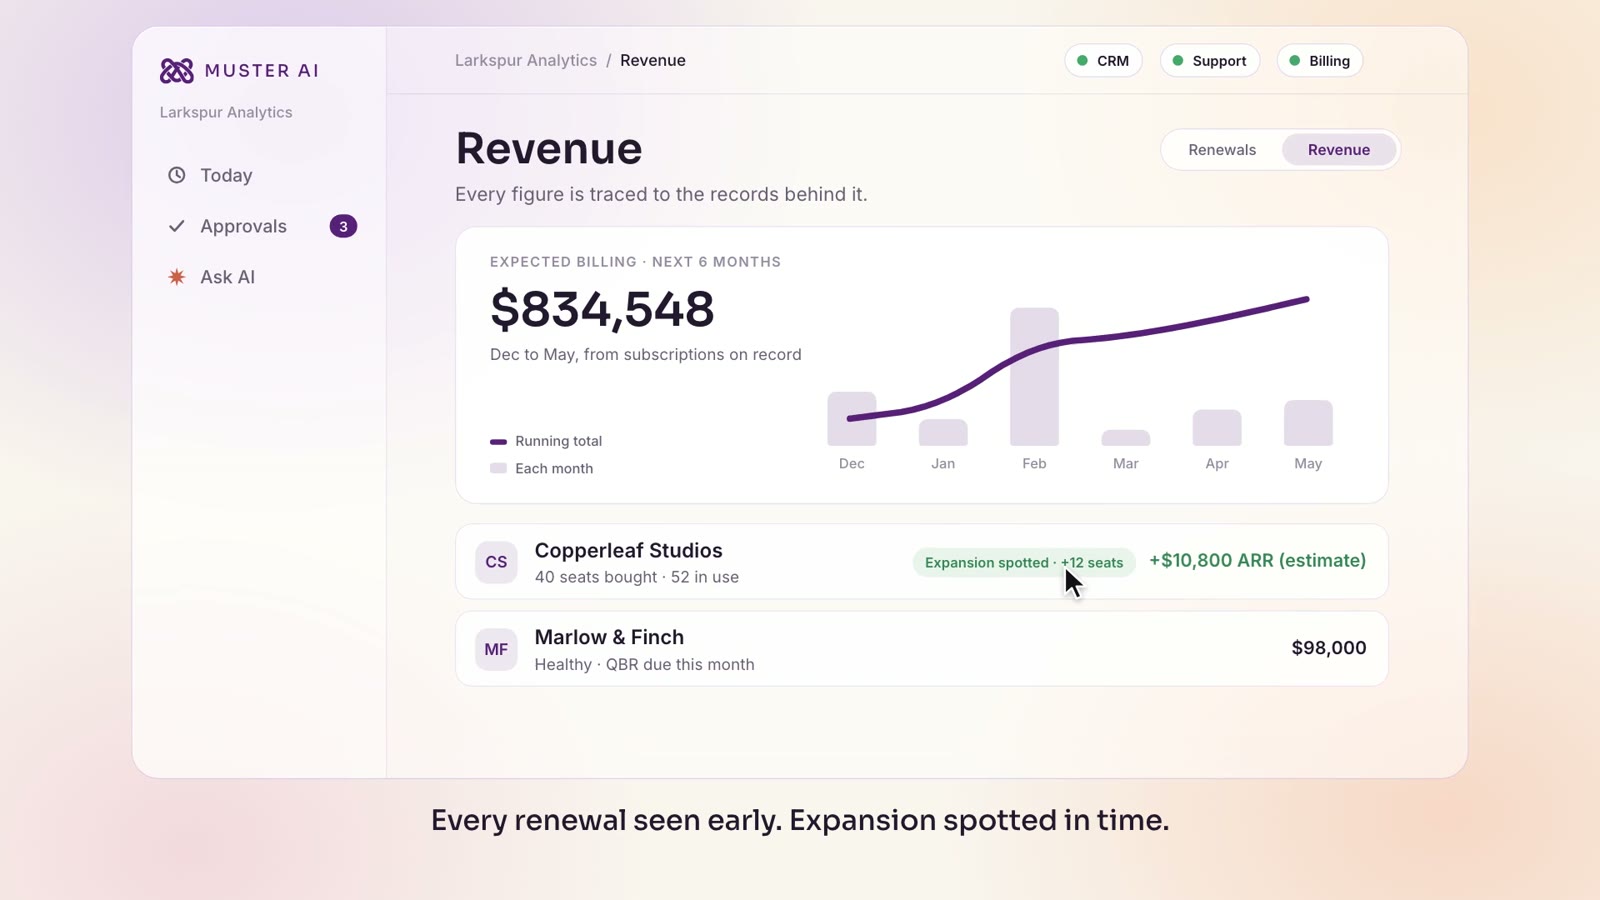 MUSTER AI
Larkspur Analytics
Today
Approvals 3
Ask AI
Larkspur Analytics / Revenue
CRM
Support
Billing
Revenue
Every figure is traced to the records behind it.
Renewals
Revenue
EXPECTED BILLING · NEXT 6 MONTHS
$834,548
Dec to May, from subscriptions on record
Running total
Each month
Dec
Jan
Feb
Mar
Apr
May
CS
Copperleaf Studios
40 seats bought · 52 in use
Expansion spotted · +12 seats
+$10,800 ARR (estimate)
MF
Marlow & Finch
Healthy · QBR due this month
$98,000
Every renewal seen early. Expansion spotted in time.